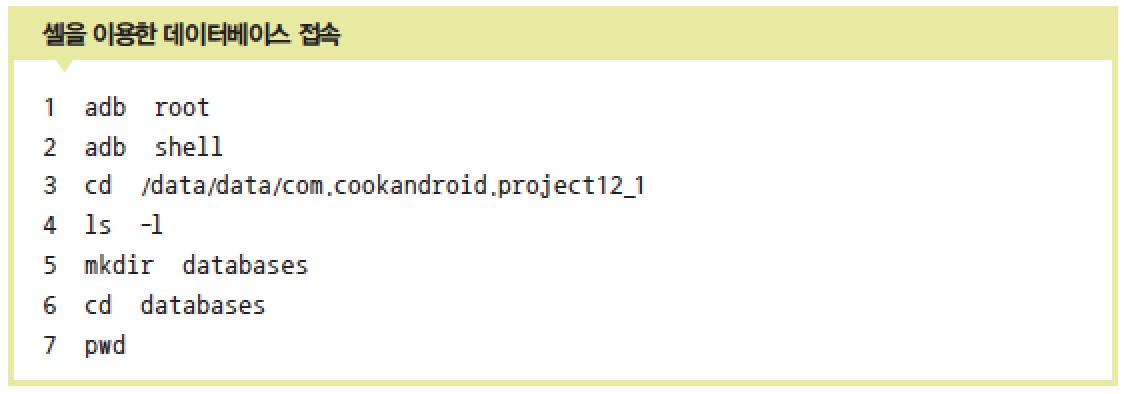 셸을 이용한 데이터베이스 접속
1 adb root
2 adb shell
3 cd /data/data/com.cookandroid.project12_1
4 ls -l
5 mkdir databases
6 cd databases
7 pwd